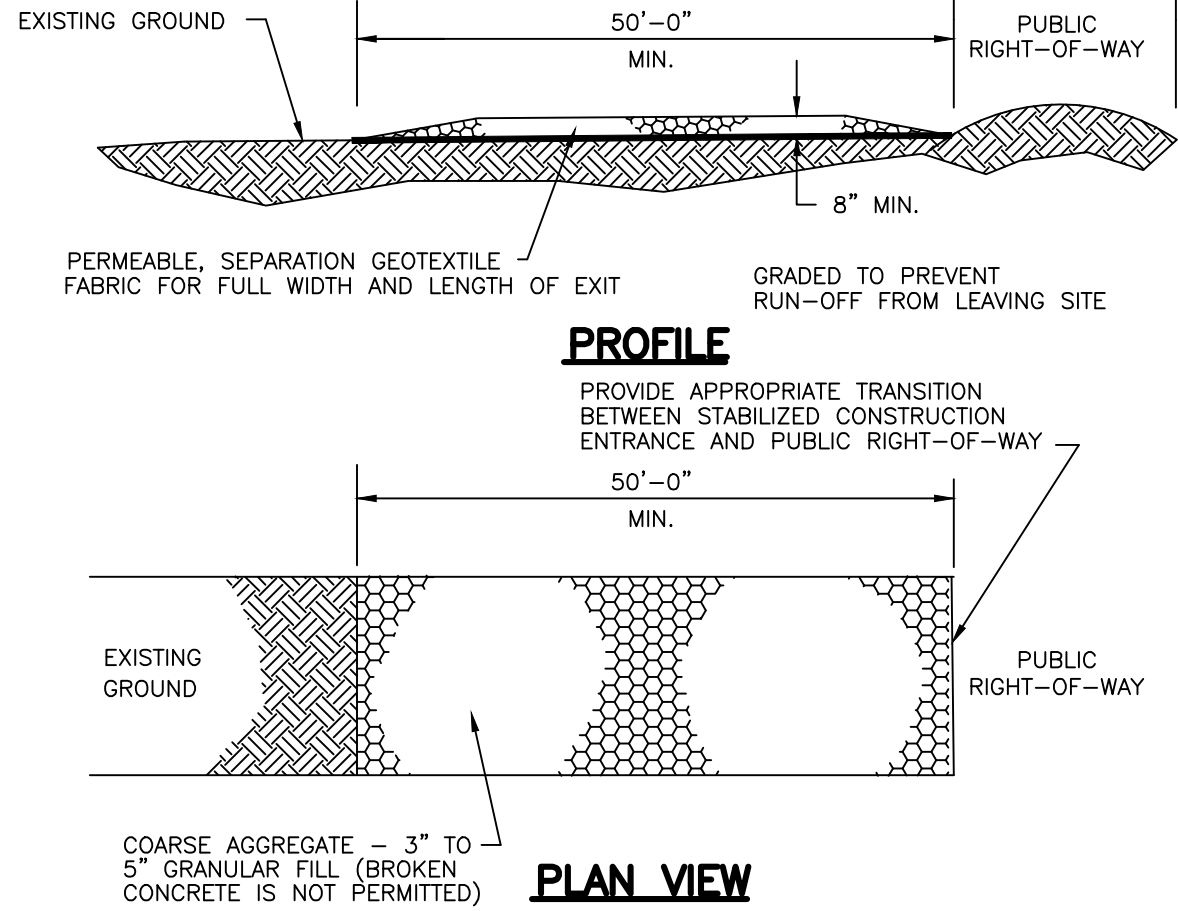 EXISTING GROUND
50'-0"
MIN.
PUBLIC
RIGHT-OF-WAY
8" MIN.
PERMEABLE, SEPARATION GEOTEXTILE
FABRIC FOR FULL WIDTH AND LENGTH OF EXIT
GRADED TO PREVENT
RUN-OFF FROM LEAVING SITE
PROFILE
PROVIDE APPROPRIATE TRANSITION
BETWEEN STABILIZED CONSTRUCTION
ENTRANCE AND PUBLIC RIGHT-OF-WAY
50'-0"
MIN.
EXISTING
GROUND
PUBLIC
RIGHT-OF-WAY
COARSE AGGREGATE - 3" TO
5" GRANULAR FILL (BROKEN
CONCRETE IS NOT PERMITTED)
PLAN VIEW